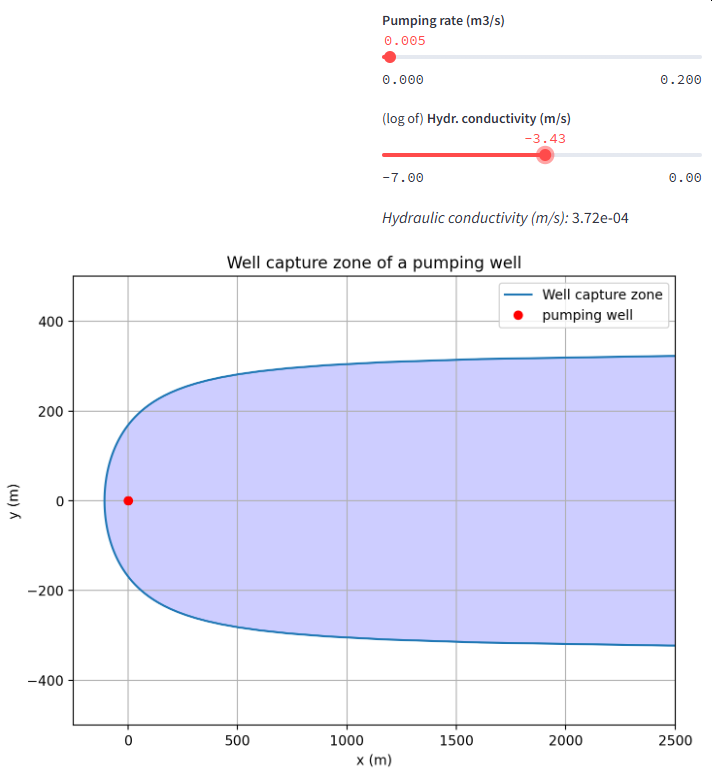 Pumping rate (m3/s)
0.005
0.000 0.200
(log of) Hydr. conductivity (m/s)
-3.43
-7.00 0.00
Hydraulic conductivity (m/s): 3.72e-04
Well capture zone of a pumping well
Well capture zone
pumping well
400
200
0
−200
−400
y (m)
0 500 1000 1500 2000 2500
x (m)